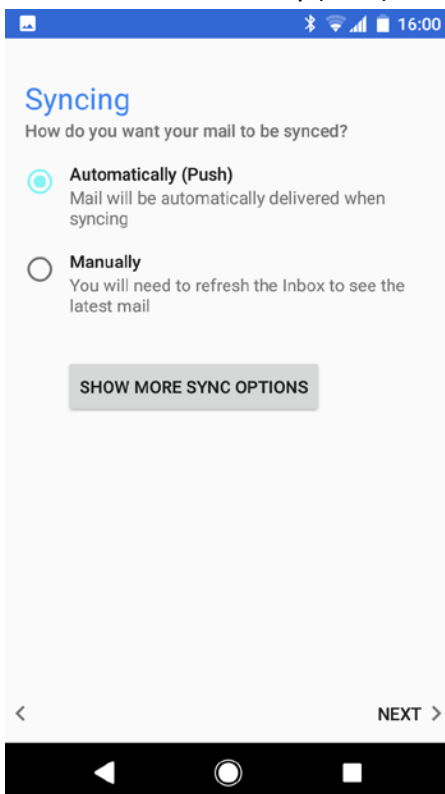 16:00
Syncing
How do you want your mail to be synced?
Automatically (Push)
Mail will be automatically delivered when
syncing
Manually
You will need to refresh the Inbox to see the
latest mail
SHOW MORE SYNC OPTIONS
NEXT